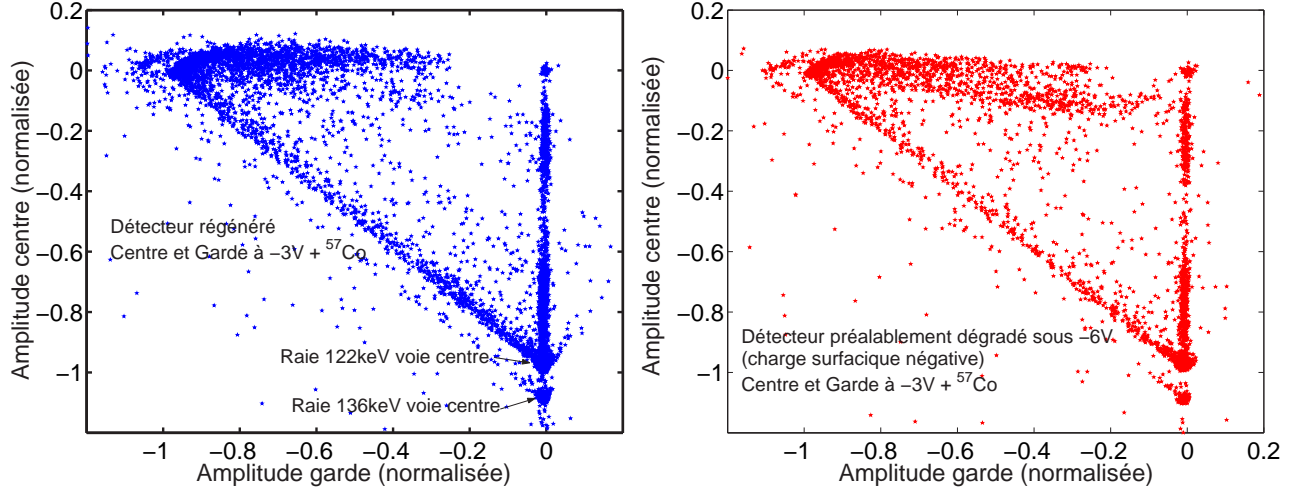 0.2
0
−0.2
−0.4
−0.6
−0.8
−1
Amplitude centre (normalisée)
Détecteur régénéré
Centre et Garde à −3V + ⁵⁷Co
Raie 122keV voie centre
Raie 136keV voie centre
−1 −0.8 −0.6 −0.4 −0.2 0
Amplitude garde (normalisée)
0.2
0
−0.2
−0.4
−0.6
−0.8
−1
Amplitude centre (normalisée)
Détecteur préalablement dégradé sous −6V
(charge surfacique négative)
Centre et Garde à −3V + ⁵⁷Co
−1 −0.8 −0.6 −0.4 −0.2 0 0.2
Amplitude garde (normalisée)